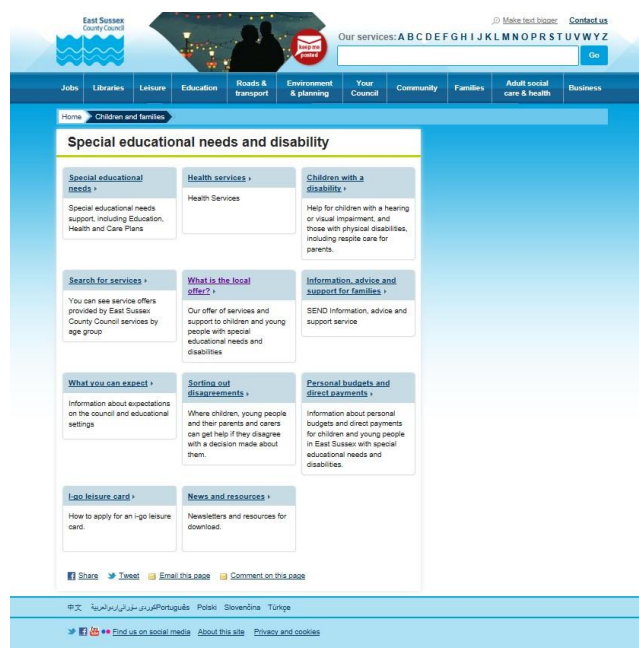 East Sussex
County Council
keep me
posted
Make text bigger Contact us
Our services: A B C D E F G H I J K L M N O P R S T U V W Y Z
Go
Jobs Libraries Leisure Education Roads & transport Environment & planning Your Council Community Families Adult social care & health Business
Home Children and families
Special educational needs and disability
Special educational
needs
Special educational needs
support, including Education,
Health and Care Plans
Health services
Health Services
Children with a
disability
Help for children with a hearing
or visual impairment, and
those with physical disabilities,
including respite care for
parents.
Search for services
You can see service offers
provided by East Sussex
County Council services by
age group
What is the local
offer?
Our offer of services and
support to children and young
people with special
educational needs and
disabilities
Information, advice and
support for families
SEND Information, advice and
support service
What you can expect
Information about expectations
on the council and educational
settings
Sorting out
disagreements
Where children, young people
and their parents and carers
can get help if they disagree
with a decision made about
them.
Personal budgets and
direct payments
Information about personal
budgets and direct payments
for children and young people
in East Sussex with special
educational needs and
disabilities.
I-go leisure card
How to apply for an i-go leisure
card.
News and resources
Newsletters and resources for
download.
Share Tweet Email this page Comment on this page
中文 العربية اردو کوردی سۆرانی Português Polski Slovenčina Türkçe
Find us on social media About this site Privacy and cookies